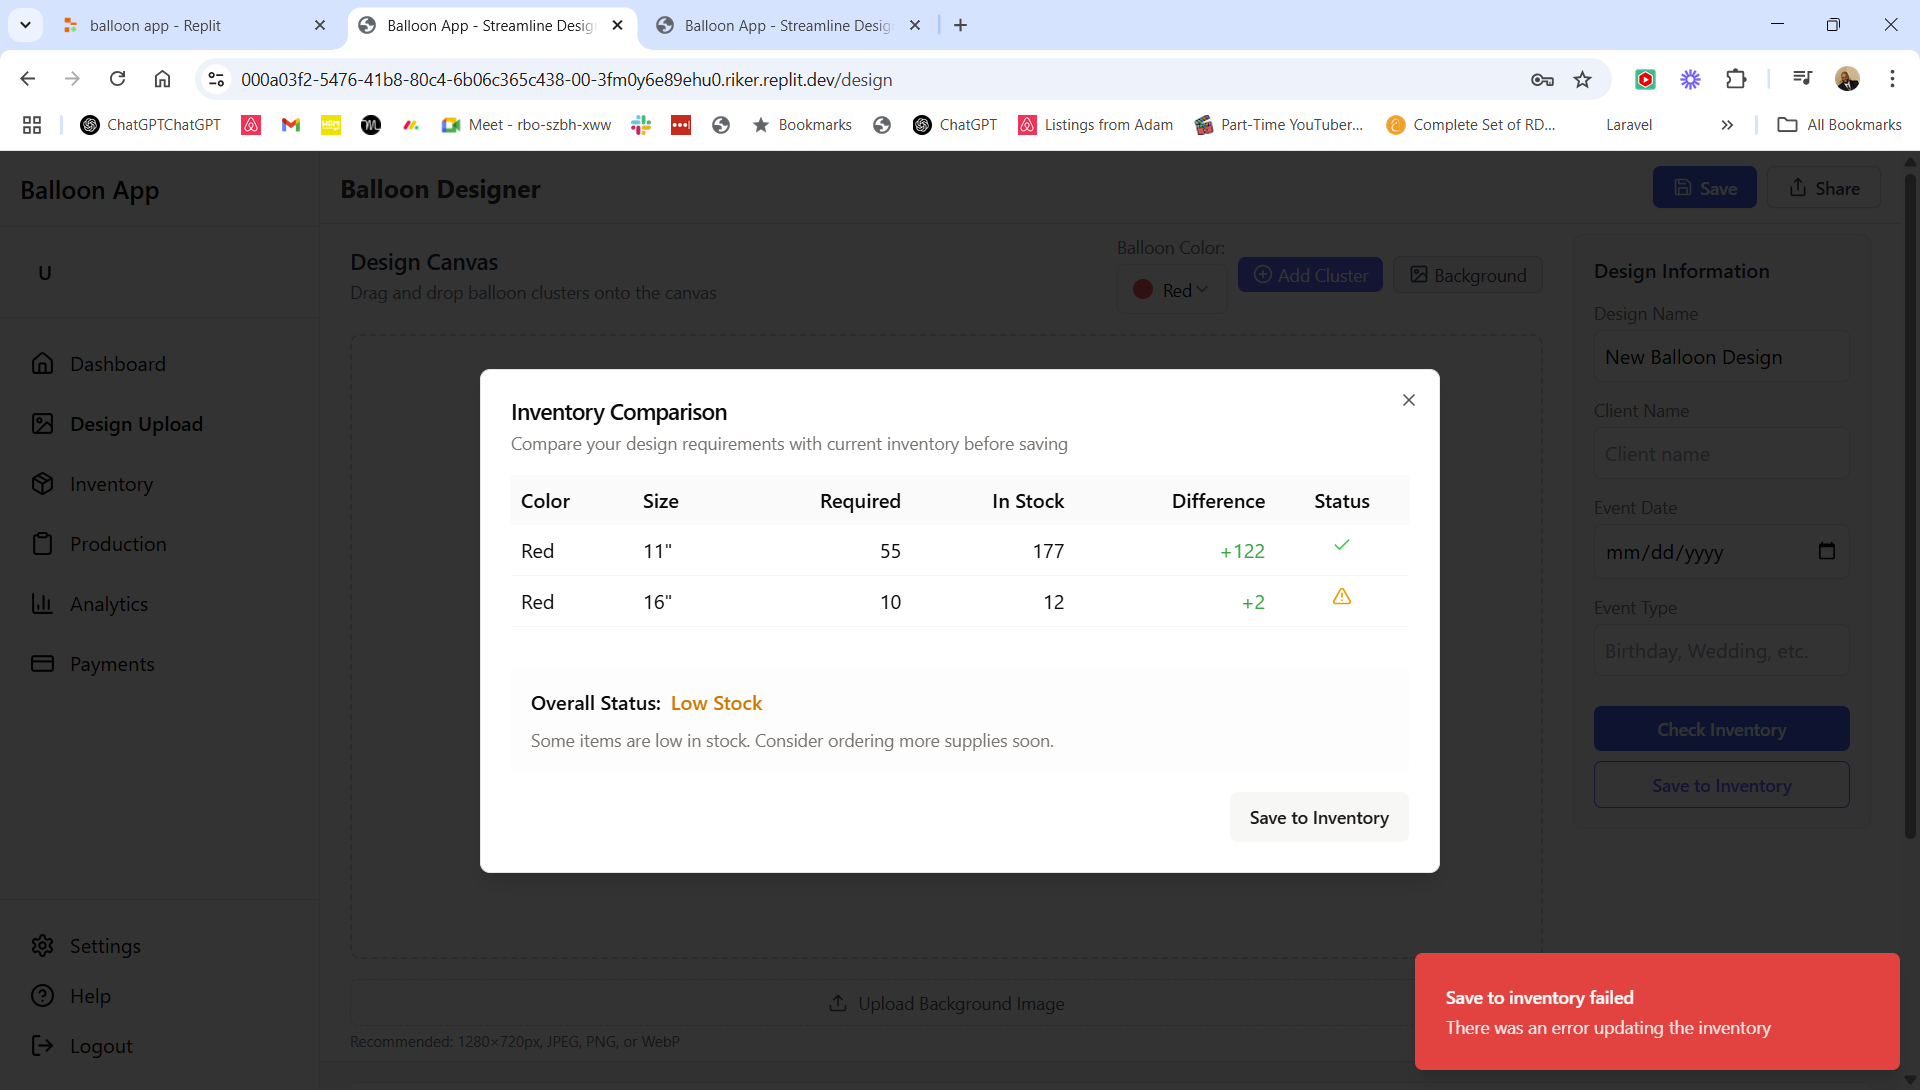 balloon app - Replit
Balloon App - Streamline Desig
Balloon App - Streamline Desig
000a03f2-5476-41b8-80c4-6b06c365c438-00-3fm0y6e89ehu0.riker.replit.dev/design
ChatGPTChatGPT
Meet - rbo-szbh-xww
Bookmarks
ChatGPT
Listings from Adam
Part-Time YouTuber...
Complete Set of RD...
Laravel
All Bookmarks
Balloon App
Balloon Designer
Save
Share
U
Design Canvas
Drag and drop balloon clusters onto the canvas
Balloon Color:
Red
Add Cluster
Background
Design Information
Design Name
New Balloon Design
Client Name
Client name
Event Date
mm/dd/yyyy
Event Type
Birthday, Wedding, etc.
Check Inventory
Save to Inventory
Dashboard
Design Upload
Inventory
Production
Analytics
Payments
Inventory Comparison
Compare your design requirements with current inventory before saving
Color Size Required In Stock Difference Status
Red 11" 55 177 +122
Red 16" 10 12 +2
Overall Status: Low Stock
Some items are low in stock. Consider ordering more supplies soon.
Save to Inventory
Settings
Help
Logout
Upload Background Image
Recommended: 1280×720px, JPEG, PNG, or WebP
Save to inventory failed
There was an error updating the inventory